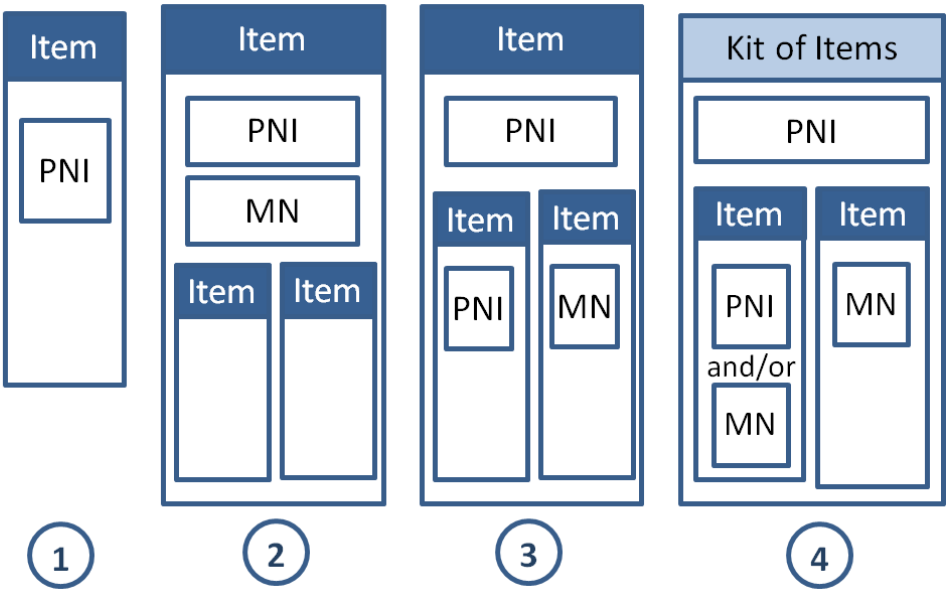 Item
PNI
1
Item
PNI
MN
Item
Item
2
Item
PNI
Item
Item
PNI
MN
3
Kit of Items
PNI
Item
Item
PNI
MN
and/or
MN
4